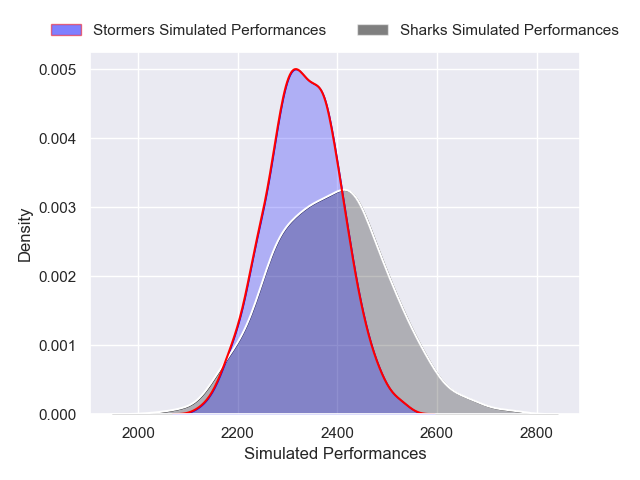 Stormers Simulated Performances Sharks Simulated Performances
0.005
0.004
0.003
0.002
0.001
0.000
Density
2000 2200 2400 2600 2800
Simulated Performances